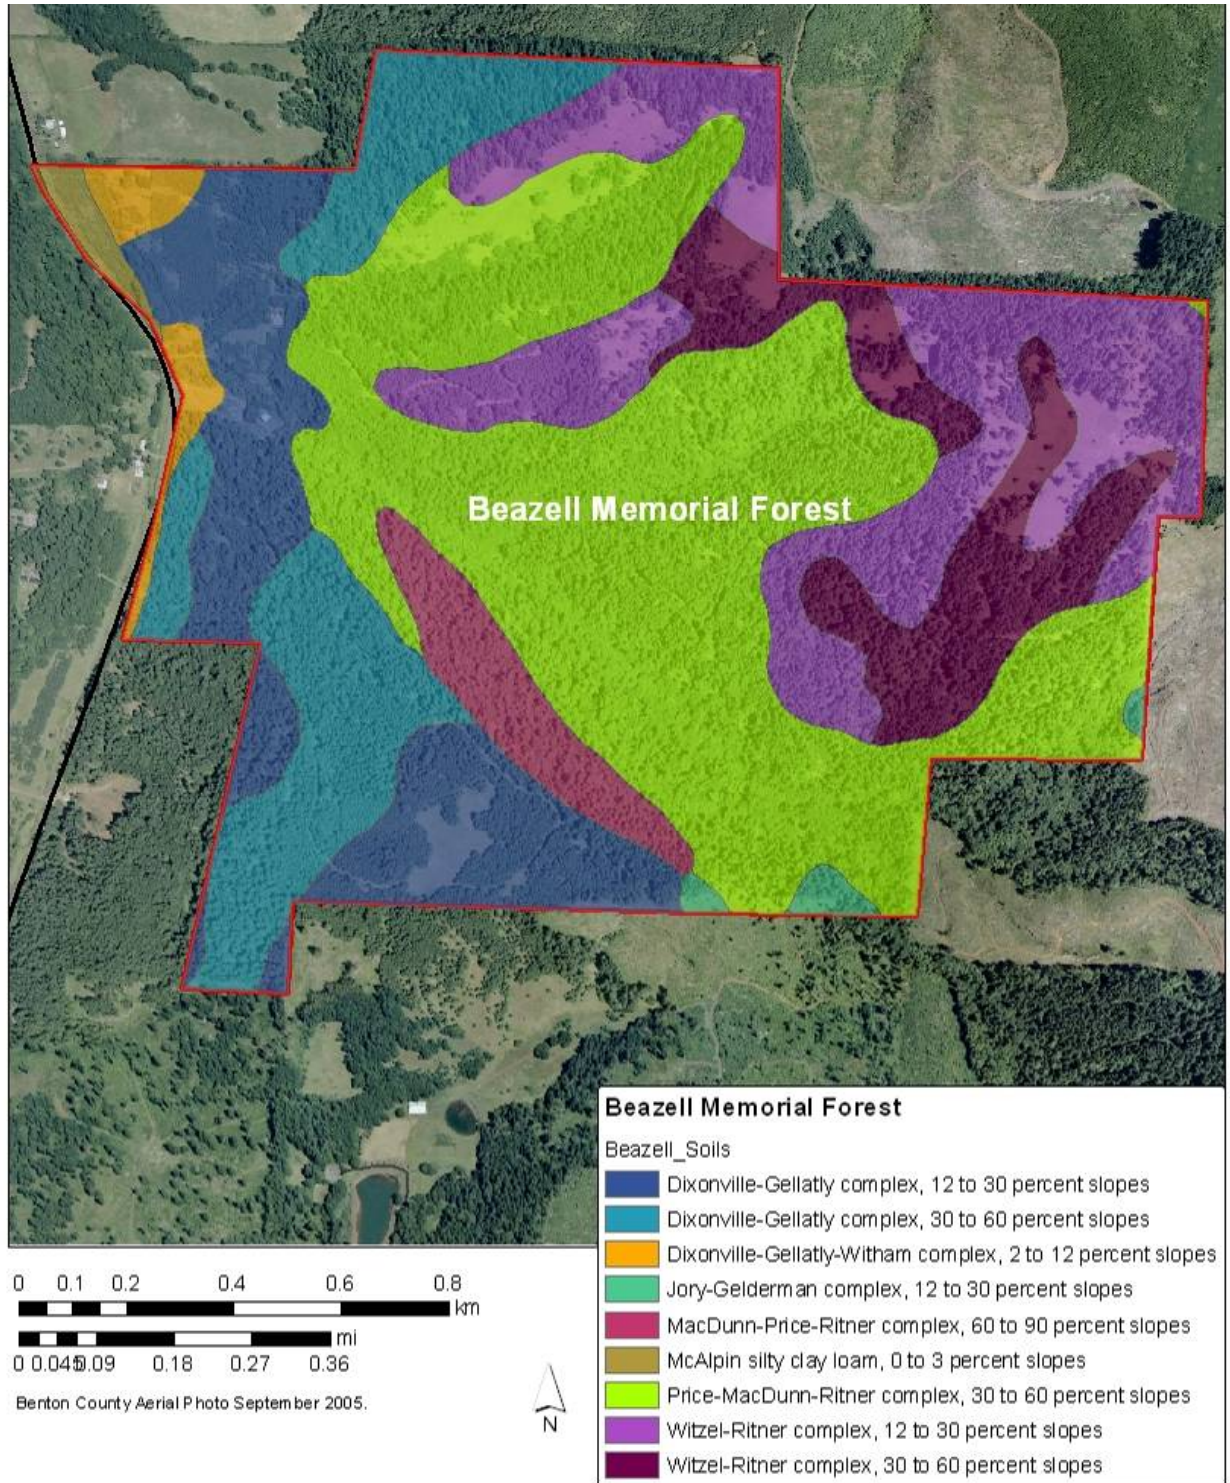 Beazell Memorial Forest
Beazell Memorial Forest
Beazell_Soils
Dixonville-Gellatly complex, 12 to 30 percent slopes
Dixonville-Gellatly complex, 30 to 60 percent slopes
Dixonville-Gellatly-Witham complex, 2 to 12 percent slopes
Jory-Gelderman complex, 12 to 30 percent slopes
MacDunn-Price-Ritner complex, 60 to 90 percent slopes
McAlpin silty clay loam, 0 to 3 percent slopes
Price-MacDunn-Ritner complex, 30 to 60 percent slopes
Witzel-Ritner complex, 12 to 30 percent slopes
Witzel-Ritner complex, 30 to 60 percent slopes
0 0.1 0.2 0.4 0.6 0.8
km
mi
0 0.045 0.09 0.18 0.27 0.36
Benton County Aerial Photo September 2005.
N